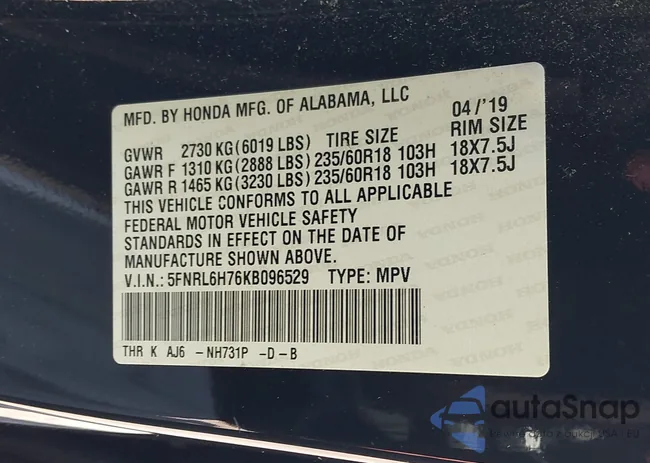 MFD. BY HONDA MFG. OF ALABAMA, LLC 04/'19
GVWR 2730 KG(6019 LBS) TIRE SIZE RIM SIZE
GAWR F 1310 KG(2888 LBS) 235/60R18 103H 18X7.5J
GAWR R 1465 KG(3230 LBS) 235/60R18 103H 18X7.5J
THIS VEHICLE CONFORMS TO ALL APPLICABLE
FEDERAL MOTOR VEHICLE SAFETY
STANDARDS IN EFFECT ON THE DATE OF
MANUFACTURE SHOWN ABOVE.
V.I.N.: 5FNRL6H76KB096529 TYPE: MPV
THR K AJ6 -NH731P -D -B
autoSnap